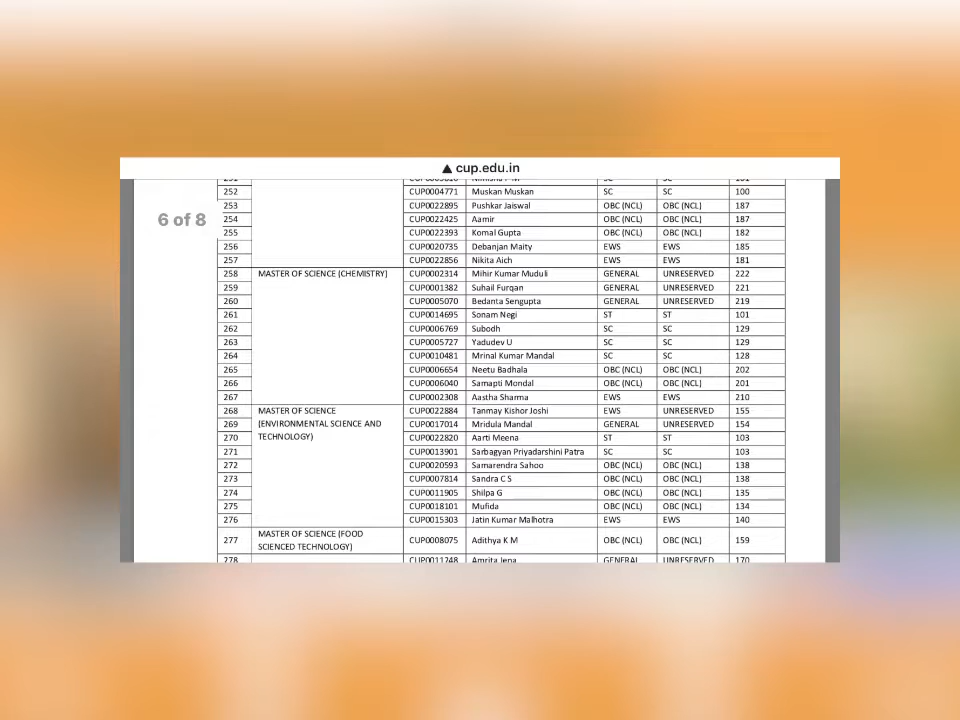 ▲ cup.edu.in
6 of 8
252 CUP0004771 Muskan Muskan SC SC 100
253 CUP0022895 Pushkar Jaiswal OBC (NCL) OBC (NCL) 187
254 CUP0022425 Aamir OBC (NCL) OBC (NCL) 187
255 CUP0022393 Komal Gupta OBC (NCL) OBC (NCL) 182
256 CUP0020735 Debanjan Maity EWS EWS 185
257 CUP0022856 Nikita Aich EWS EWS 181
258 MASTER OF SCIENCE (CHEMISTRY) CUP0002314 Mihir Kumar Muduli GENERAL UNRESERVED 222
259 CUP0001382 Suhail Furqan GENERAL UNRESERVED 221
260 CUP0005070 Bedanta Sengupta GENERAL UNRESERVED 219
261 CUP0014695 Sonam Negi ST ST 101
262 CUP0006769 Subodh SC SC 129
263 CUP0005727 Yadudev U SC SC 129
264 CUP0010481 Mrinal Kumar Mandal SC SC 128
265 CUP0006654 Neetu Badhala OBC (NCL) OBC (NCL) 202
266 CUP0006040 Samapti Mondal OBC (NCL) OBC (NCL) 201
267 CUP0002308 Aastha Sharma EWS EWS 210
268 MASTER OF SCIENCE CUP0022884 Tanmay Kishor Joshi EWS UNRESERVED 155
269 (ENVIRONMENTAL SCIENCE AND CUP0017014 Mridula Mandal GENERAL UNRESERVED 154
270 TECHNOLOGY) CUP0022820 Aarti Meena ST ST 103
271 CUP0013901 Sarbagyan Priyadarshini Patra SC SC 103
272 CUP0020593 Samarendra Sahoo OBC (NCL) OBC (NCL) 138
273 CUP0007814 Sandra C S OBC (NCL) OBC (NCL) 138
274 CUP0011905 Shilpa G OBC (NCL) OBC (NCL) 135
275 CUP0018101 Mufida OBC (NCL) OBC (NCL) 134
276 CUP0015303 Jatin Kumar Malhotra EWS EWS 140
MASTER OF SCIENCE (FOOD
277 CUP0008075 Adithya K M OBC (NCL) OBC (NCL) 159
SCIENCED TECHNOLOGY)
278 CUP0011748 Amrita Jena GENERAL UNRESERVED 170